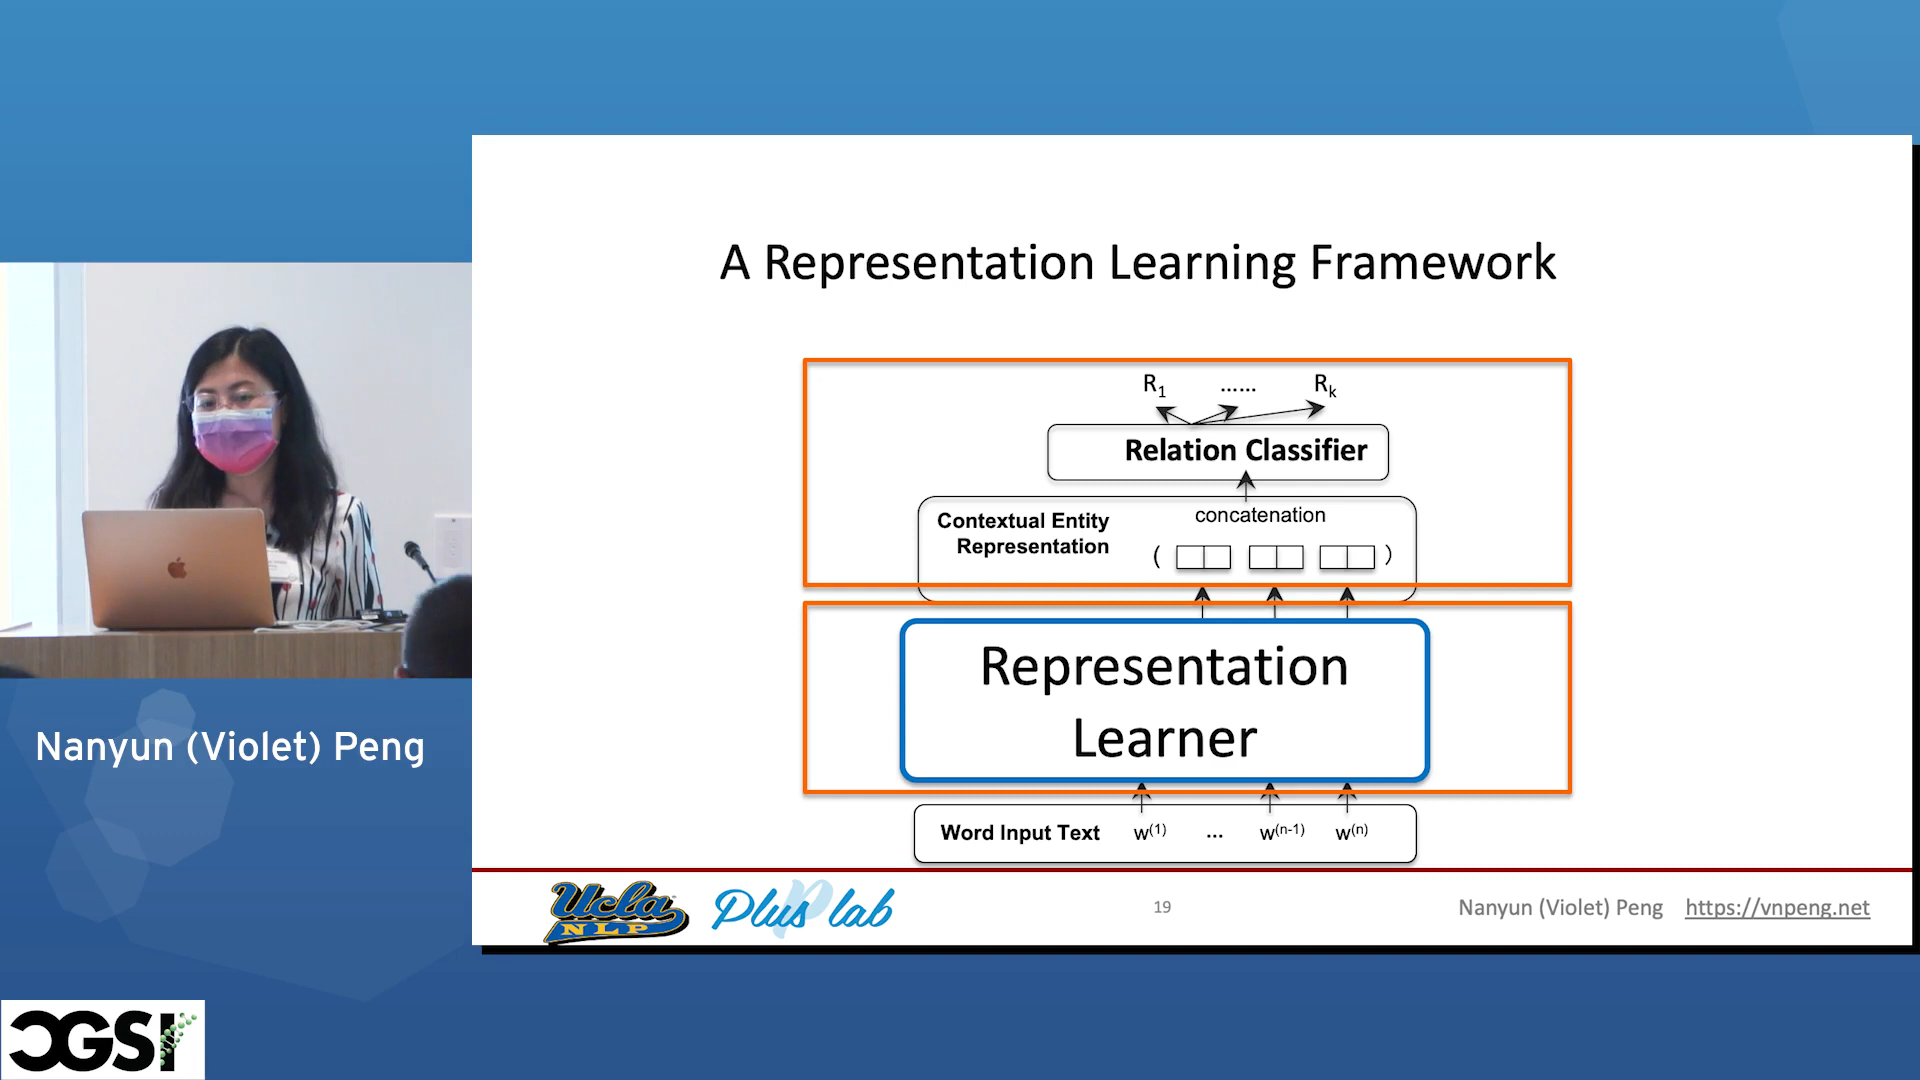 A Representation Learning Framework
R1 ...... Rk
Relation Classifier
concatenation
Contextual Entity
Representation
( )
Representation
Learner
Word Input Text w(1) ... w(n-1) w(n)
Ucla
NLP
Plus lab
19
Nanyun (Violet) Peng https://vnpeng.net
Nanyun (Violet) Peng
CGSI